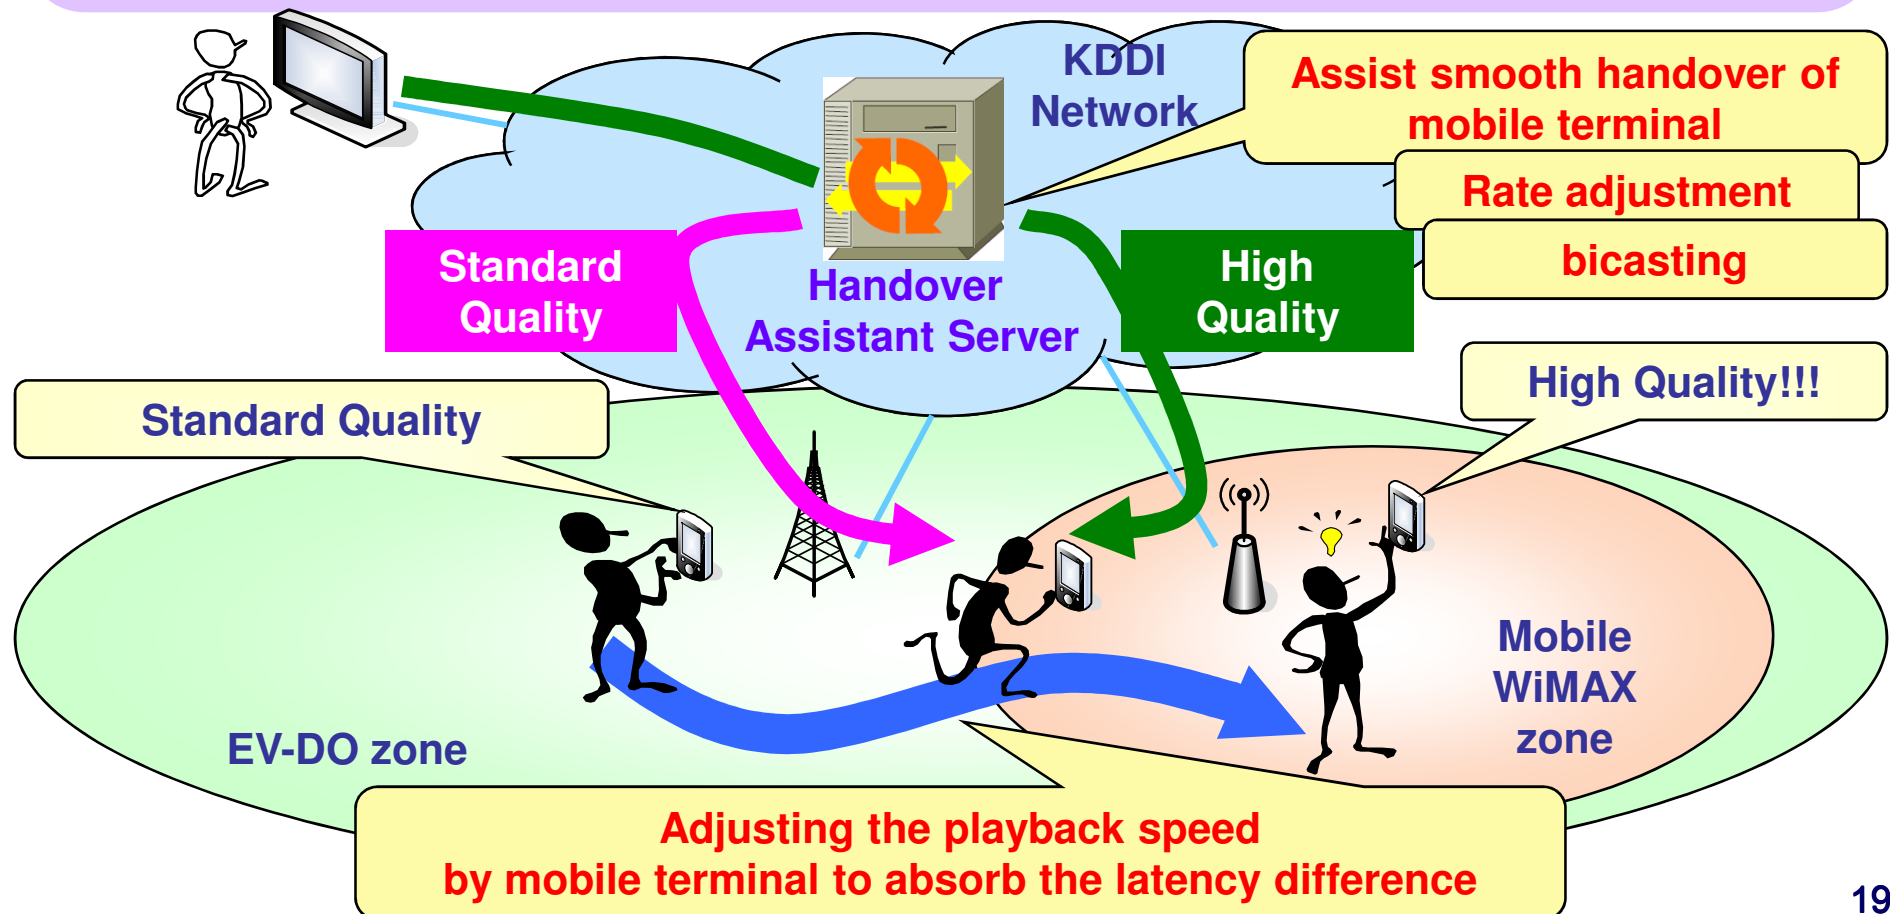 KDDI
Network
Assist smooth handover of
mobile terminal
Rate adjustment
bicasting
Standard
Quality
Handover
Assistant Server
High
Quality
Standard Quality
High Quality!!!
Mobile
WiMAX
zone
EV-DO zone
Adjusting the playback speed
by mobile terminal to absorb the latency difference
19